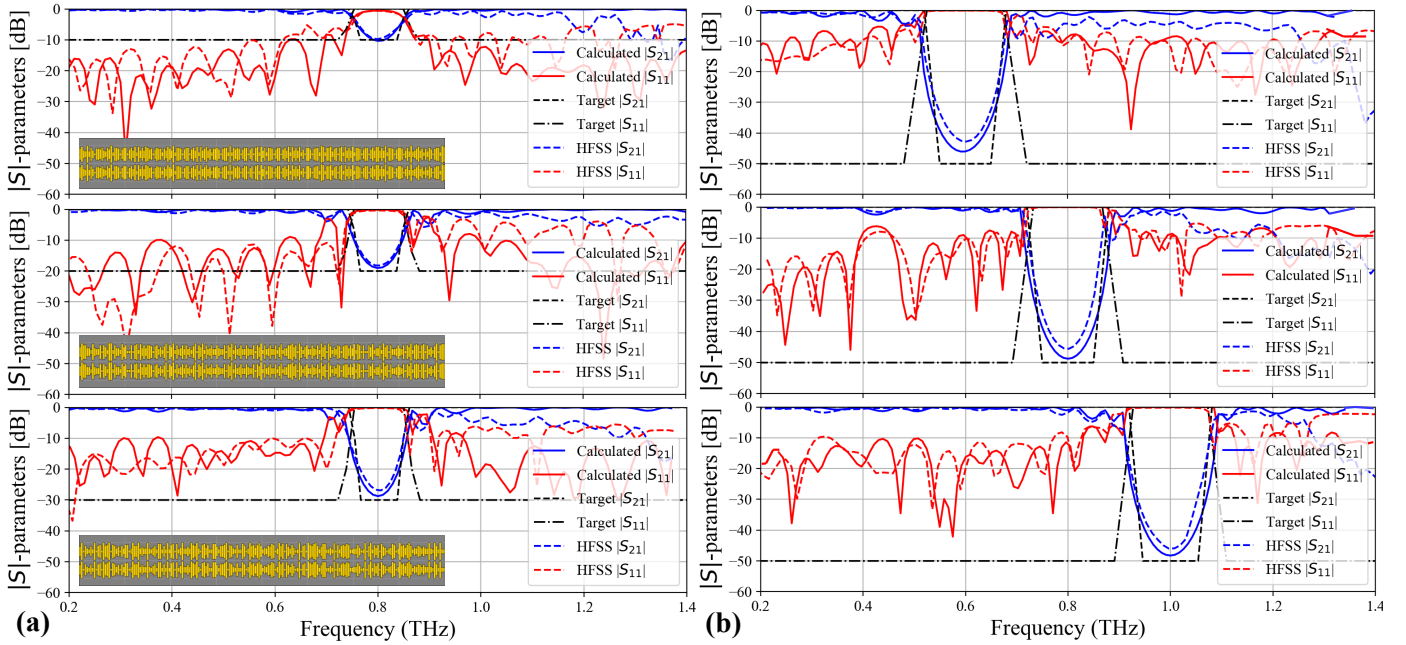 |S|-parameters [dB]
0
−10
−20
−30
−40
−50
−60
Calculated |S₂₁|
Calculated |S₁₁|
Target |S₂₁|
Target |S₁₁|
HFSS |S₂₁|
HFSS |S₁₁|
|S|-parameters [dB]
0
−10
−20
−30
−40
−50
−60
Calculated |S₂₁|
Calculated |S₁₁|
Target |S₂₁|
Target |S₁₁|
HFSS |S₂₁|
HFSS |S₁₁|
|S|-parameters [dB]
0
−10
−20
−30
−40
−50
−60
Calculated |S₂₁|
Calculated |S₁₁|
Target |S₂₁|
Target |S₁₁|
HFSS |S₂₁|
HFSS |S₁₁|
0.2 0.4 0.6 0.8 1.0 1.2 1.4
(a) Frequency (THz)
|S|-parameters [dB]
0
−10
−20
−30
−40
−50
−60
Calculated |S₂₁|
Calculated |S₁₁|
Target |S₂₁|
Target |S₁₁|
HFSS |S₂₁|
HFSS |S₁₁|
|S|-parameters [dB]
0
−10
−20
−30
−40
−50
−60
Calculated |S₂₁|
Calculated |S₁₁|
Target |S₂₁|
Target |S₁₁|
HFSS |S₂₁|
HFSS |S₁₁|
|S|-parameters [dB]
0
−10
−20
−30
−40
−50
−60
Calculated |S₂₁|
Calculated |S₁₁|
Target |S₂₁|
Target |S₁₁|
HFSS |S₂₁|
HFSS |S₁₁|
0.2 0.4 0.6 0.8 1.0 1.2 1.4
(b) Frequency (THz)